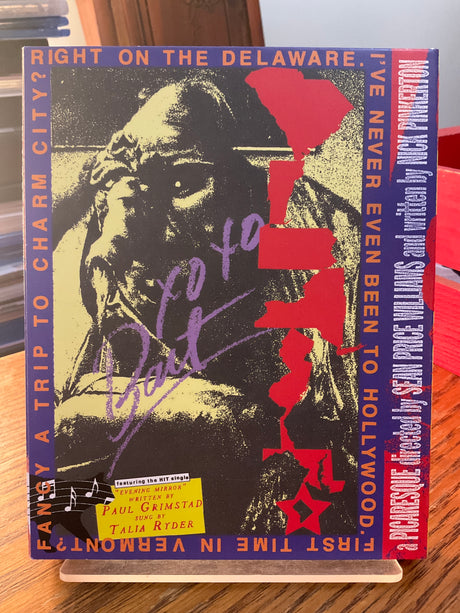 FANCY A TRIP TO CHARM CITY?
RIGHT ON THE DELAWARE.
I'VE NEVER EVEN BEEN TO HOLLYWOOD.
FIRST TIME IN VERMONT?
a PICARESQUE directed by SEAN PRICE WILLIAMS and written by NICK PINKERTON
XO XO
featuring the HIT single
"EVENING MIRROR"
WRITTEN BY
PAUL GRIMSTAD
SUNG BY
TALIA RYDER